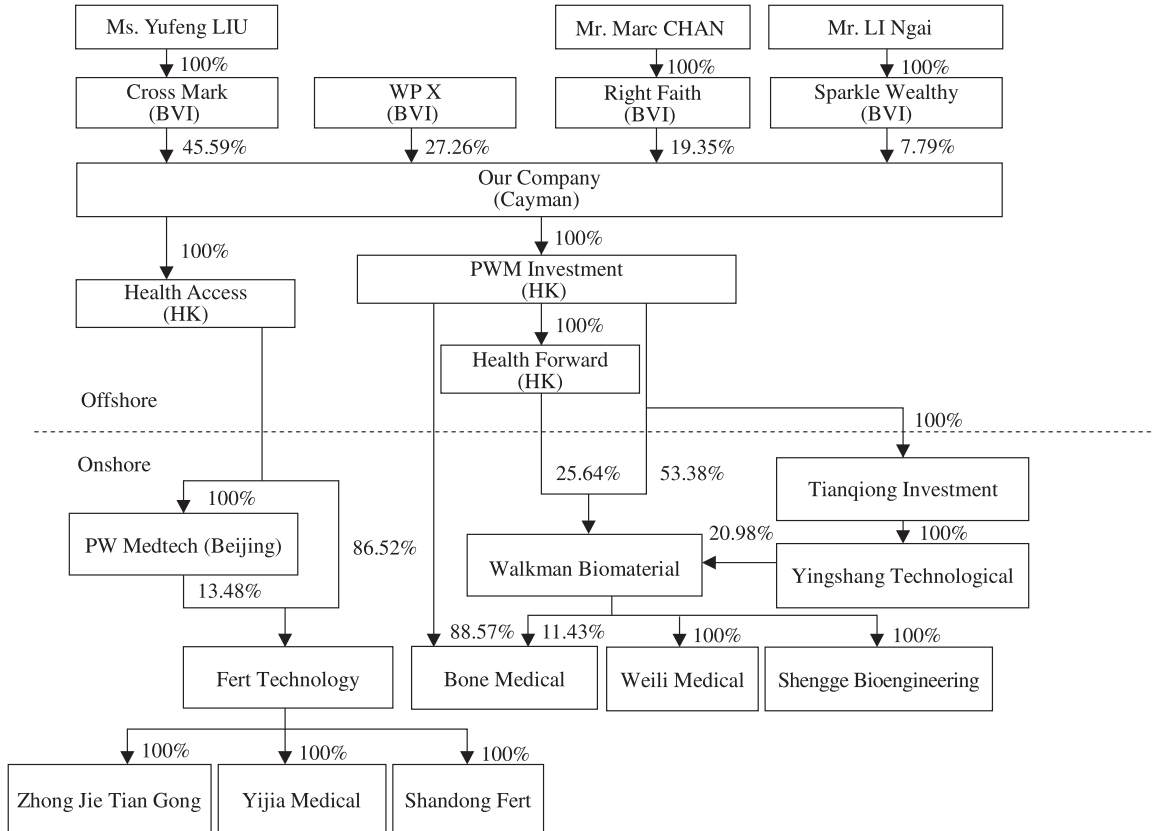 Ms. Yufeng LIU
Mr. Marc CHAN
Mr. LI Ngai
100%
100%
100%
Cross Mark
(BVI)
WP X
(BVI)
Right Faith
(BVI)
Sparkle Wealthy
(BVI)
45.59%
27.26%
19.35%
7.79%
Our Company
(Cayman)
100%
100%
Health Access
(HK)
PWM Investment
(HK)
100%
Health Forward
(HK)
Offshore
100%
Onshore
25.64%
53.38%
Tianqiong Investment
100%
PW Medtech (Beijing)
86.52%
20.98%
100%
Walkman Biomaterial
Yingshang Technological
13.48%
88.57%
11.43%
100%
100%
Fert Technology
Bone Medical
Weili Medical
Shengge Bioengineering
100%
100%
100%
Zhong Jie Tian Gong
Yijia Medical
Shandong Fert